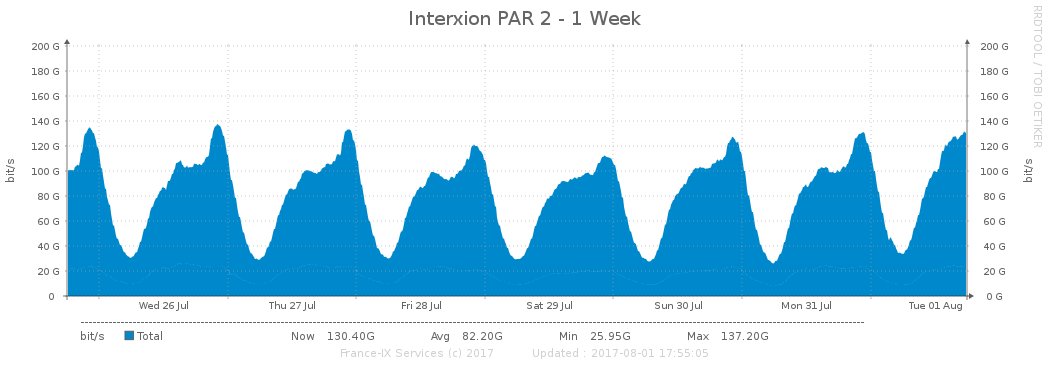 Interxion PAR 2 - 1 Week
RRDTOOL / TOBI OETIKER
bit/s
200 G 200 G
180 G 180 G
160 G 160 G
140 G 140 G
120 G 120 G
100 G 100 G
80 G 80 G
60 G 60 G
40 G 40 G
20 G 20 G
0 0 G
bit/s
Wed 26 Jul Thu 27 Jul Fri 28 Jul Sat 29 Jul Sun 30 Jul Mon 31 Jul Tue 01 Aug
bit/s Total Now 130.40G Avg 82.20G Min 25.95G Max 137.20G
France-IX Services (c) 2017 Updated : 2017-08-01 17:55:05